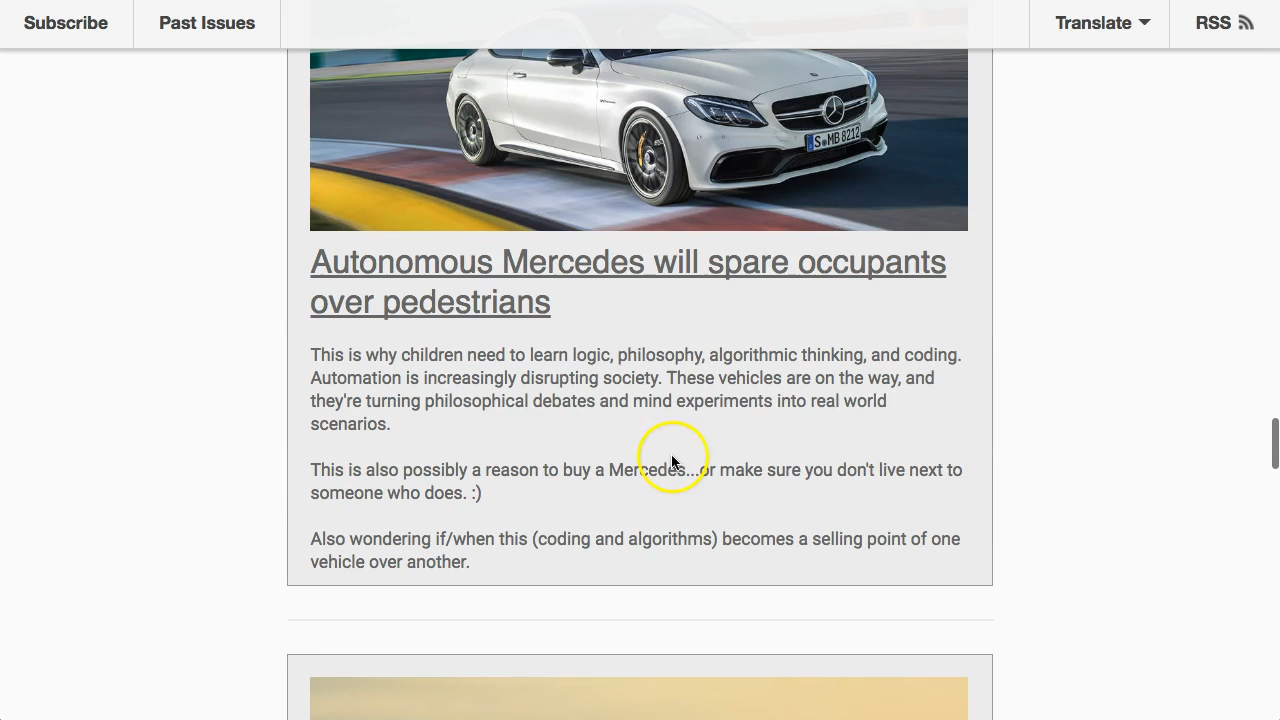 Subscribe
Past Issues
Translate
RSS
S MB 8212
Autonomous Mercedes will spare occupants
over pedestrians
This is why children need to learn logic, philosophy, algorithmic thinking, and coding.
Automation is increasingly disrupting society. These vehicles are on the way, and
they're turning philosophical debates and mind experiments into real world
scenarios.
This is also possibly a reason to buy a Mercedes...or make sure you don't live next to
someone who does. :)
Also wondering if/when this (coding and algorithms) becomes a selling point of one
vehicle over another.